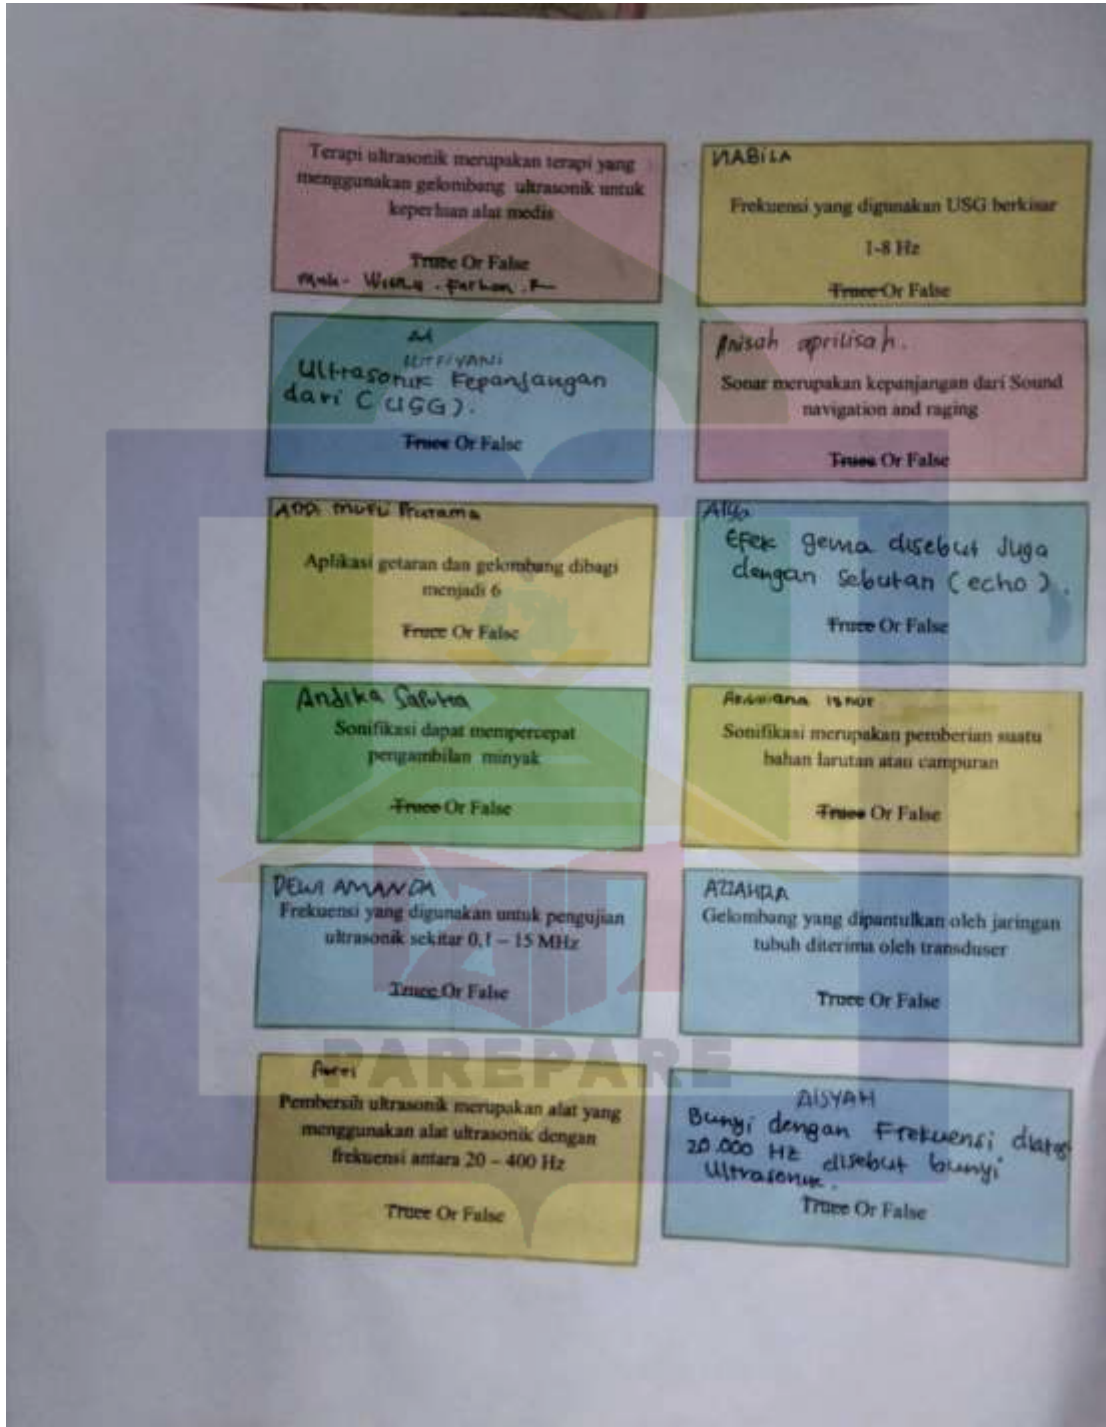 Terapi ultrasonik merupakan terapi yang
menggunakan gelombang ultrasonik untuk
keperluan alat medis
Truee Or False
Farhan
NABILA
Frekuensi yang digunakan USG berkisar
1-8 Hz
Truee Or False
LUTFIYANI
Ultrasonik Kepanjangan
dari (USG).
Truee Or False
Anisah aprilisah.
Sonar merupakan kepanjangan dari Sound
navigation and raging
Truee Or False
Aplikasi getaran dan gelombang dibagi
menjadi 6
Truee Or False
Alya
Efek gema disebut Juga
dengan sebutan (echo).
Truee Or False
Andika Saputra
Sonifikasi dapat mempercepat
pengambilan minyak
Truee Or False
Sonifikasi merupakan pemberian suatu
bahan larutan atau campuran
Truee Or False
DEWI AMANDA
Frekuensi yang digunakan untuk pengujian
ultrasonik sekitar 0,1 – 15 MHz
Truee Or False
AZZAHRA
Gelombang yang dipantulkan oleh jaringan
tubuh diterima oleh transduser
Truee Or False
Pembersih ultrasonik merupakan alat yang
menggunakan alat ultrasonik dengan
frekuensi antara 20 – 400 Hz
Truee Or False
AISYAH
Bunyi dengan Frekuensi diatas
20.000 Hz disebut bunyi
Ultrasonik.
Truee Or False
PAREPARE